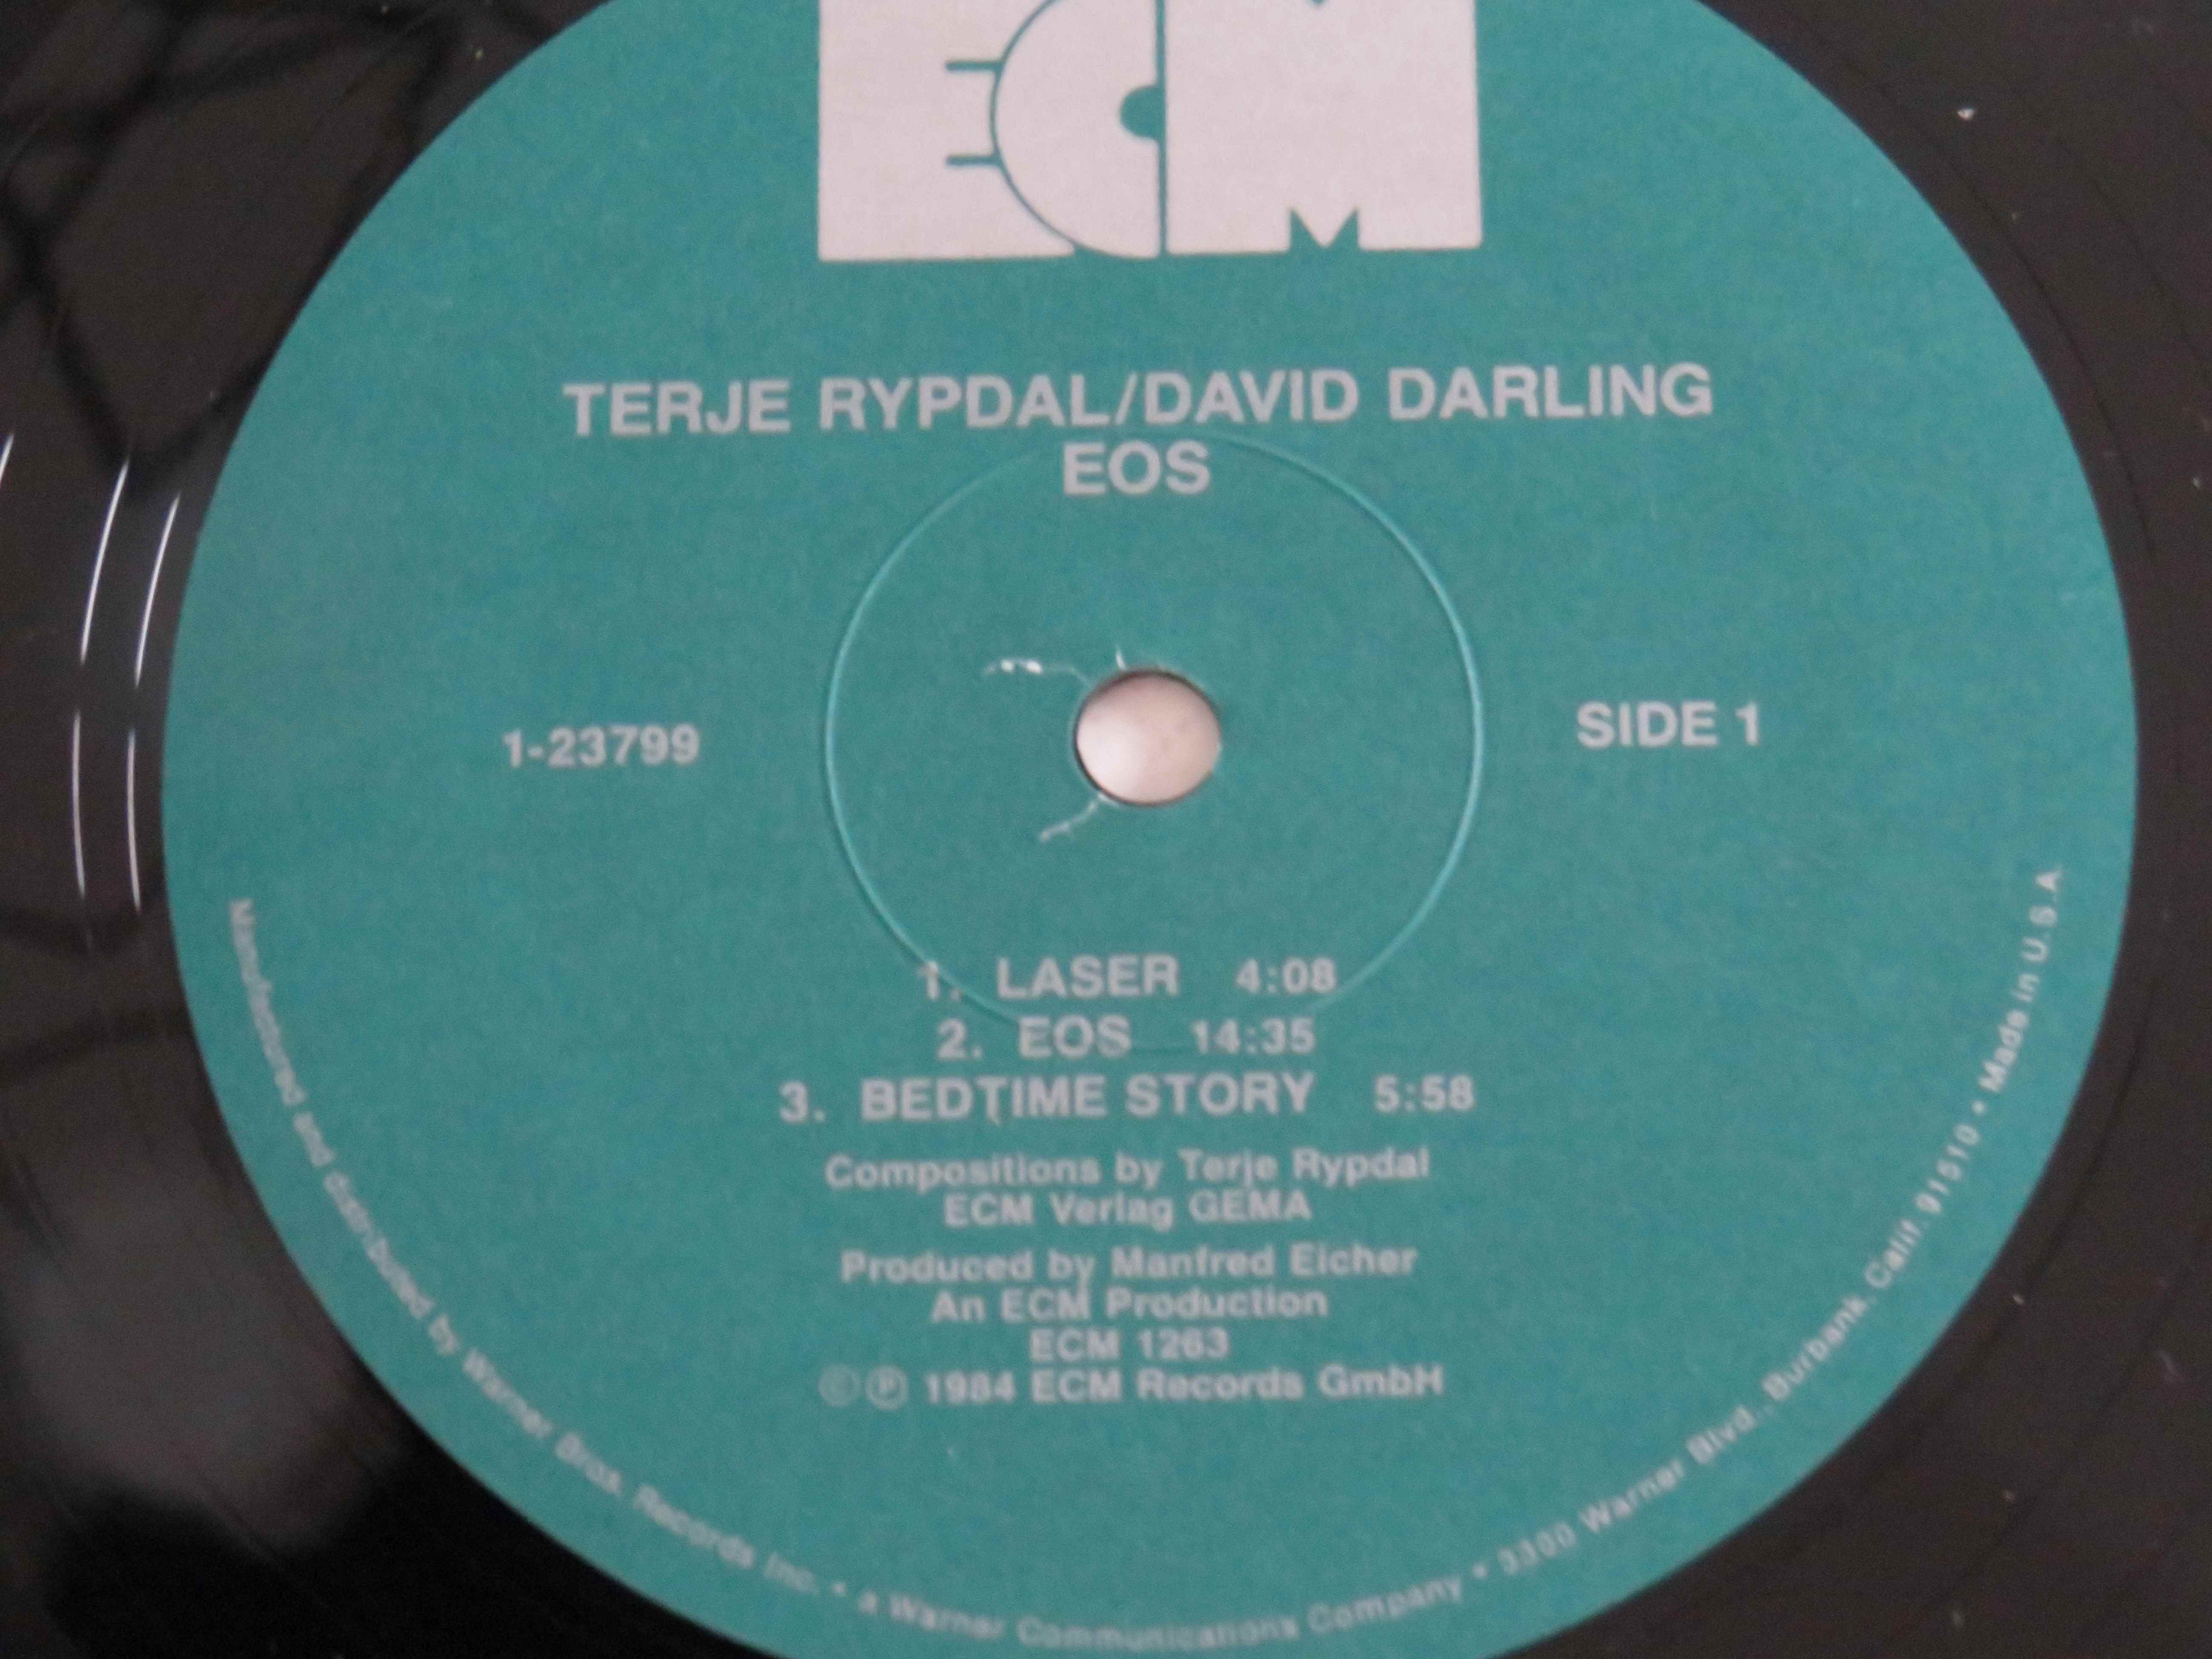 ECM
TERJE RYPDAL/DAVID DARLING
EOS
1-23799
SIDE 1
1. LASER 4:08
2. EOS 14:35
3. BEDTIME STORY 5:58
Compositions by Terje Rypdal
ECM Verlag GEMA
Produced by Manfred Eicher
An ECM Production
ECM 1263
©℗ 1984 ECM Records GmbH
Manufactured and distributed by Warner Bros. Records Inc. • a Warner Communications Company • 3300 Warner Blvd., Burbank, Calif. 91510 • Made in U.S.A.